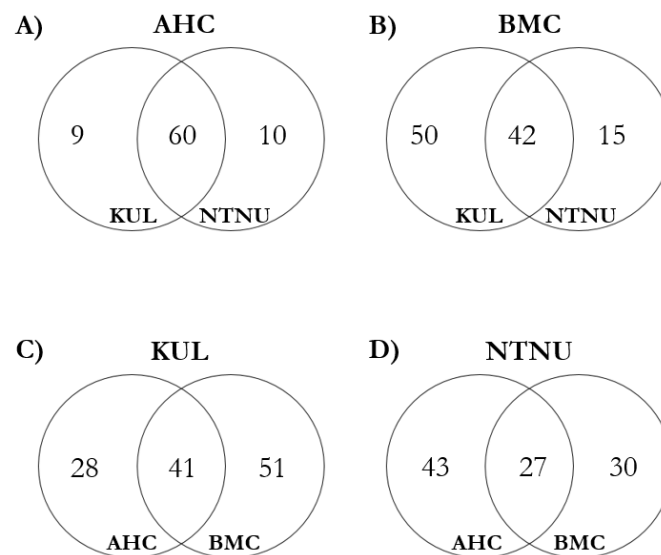 A) AHC
9 60 10
KUL NTNU
B) BMC
50 42 15
KUL NTNU
C) KUL
28 41 51
AHC BMC
D) NTNU
43 27 30
AHC BMC